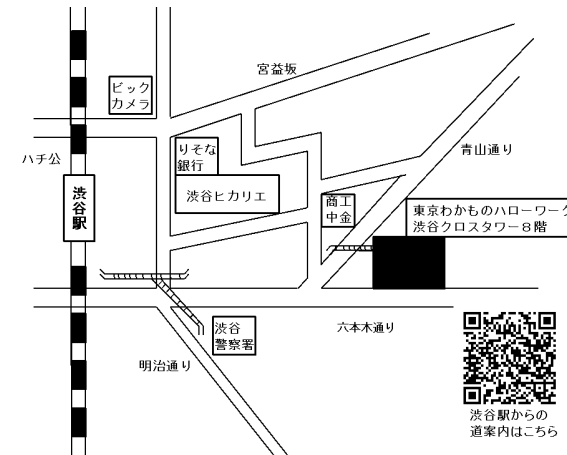 宮益坂
ビック
カメラ
ハチ公
りそな
銀行
青山通り
渋谷駅
渋谷ヒカリエ
商工
中金
東京わかものハローワーク
渋谷クロスタワー8階
渋谷
警察署
六本木通り
明治通り
渋谷駅からの
道案内はこちら